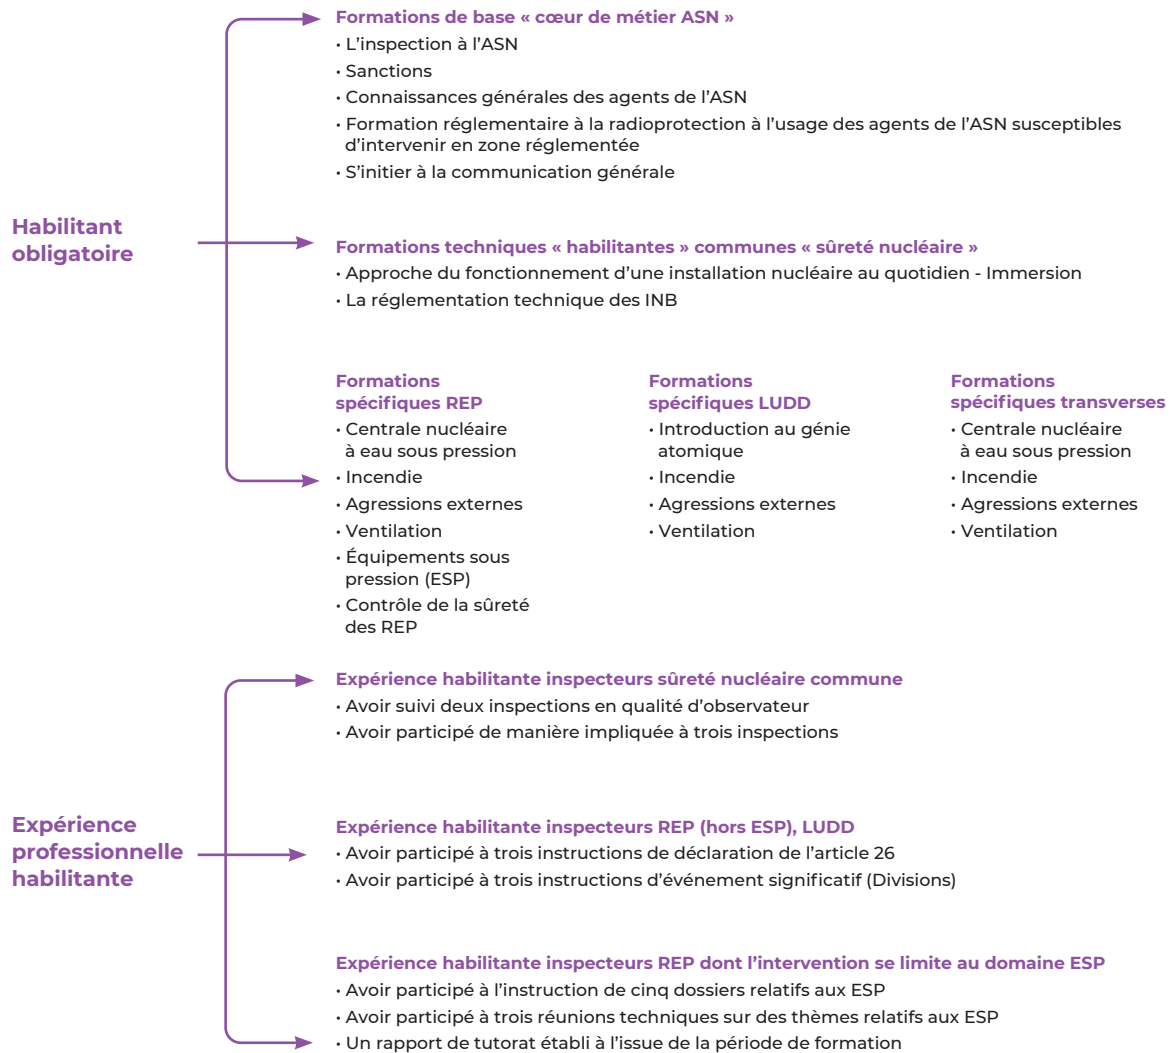 Formations de base « cœur de métier ASN »
• L’inspection à l’ASN
• Sanctions
• Connaissances générales des agents de l’ASN
• Formation réglementaire à la radioprotection à l’usage des agents de l’ASN susceptibles
d’intervenir en zone réglementée
• S’initier à la communication générale
Habilitant
obligatoire
Formations techniques « habilitantes » communes « sûreté nucléaire »
• Approche du fonctionnement d’une installation nucléaire au quotidien - Immersion
• La réglementation technique des INB
Formations
spécifiques REP
• Centrale nucléaire
à eau sous pression
• Incendie
• Agressions externes
• Ventilation
• Équipements sous
pression (ESP)
• Contrôle de la sûreté
des REP
Formations
spécifiques LUDD
• Introduction au génie
atomique
• Incendie
• Agressions externes
• Ventilation
Formations
spécifiques transverses
• Centrale nucléaire
à eau sous pression
• Incendie
• Agressions externes
• Ventilation
Expérience habilitante inspecteurs sûreté nucléaire commune
• Avoir suivi deux inspections en qualité d’observateur
• Avoir participé de manière impliquée à trois inspections
Expérience
professionnelle
habilitante
Expérience habilitante inspecteurs REP (hors ESP), LUDD
• Avoir participé à trois instructions de déclaration de l’article 26
• Avoir participé à trois instructions d’événement significatif (Divisions)
Expérience habilitante inspecteurs REP dont l’intervention se limite au domaine ESP
• Avoir participé à l’instruction de cinq dossiers relatifs aux ESP
• Avoir participé à trois réunions techniques sur des thèmes relatifs aux ESP
• Un rapport de tutorat établi à l’issue de la période de formation